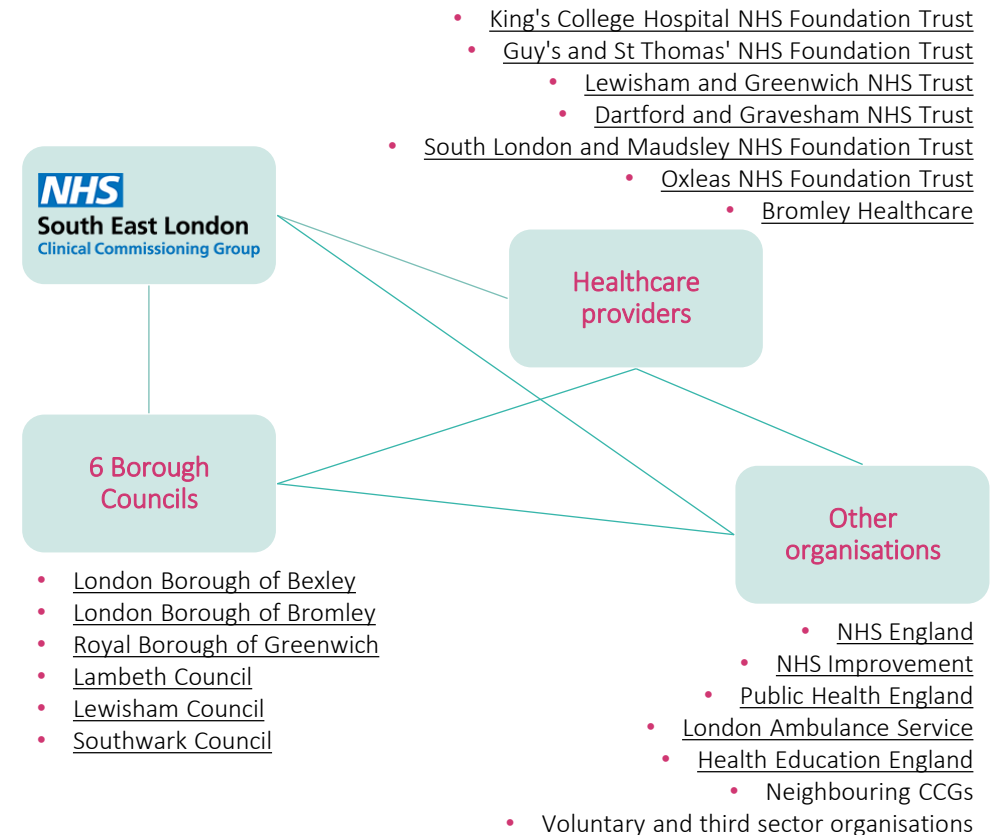 • King's College Hospital NHS Foundation Trust
• Guy's and St Thomas' NHS Foundation Trust
• Lewisham and Greenwich NHS Trust
• Dartford and Gravesham NHS Trust
• South London and Maudsley NHS Foundation Trust
• Oxleas NHS Foundation Trust
• Bromley Healthcare
NHS
South East London
Clinical Commissioning Group
Healthcare
providers
6 Borough
Councils
• London Borough of Bexley
• London Borough of Bromley
• Royal Borough of Greenwich
• Lambeth Council
• Lewisham Council
• Southwark Council
Other
organisations
• NHS England
• NHS Improvement
• Public Health England
• London Ambulance Service
• Health Education England
• Neighbouring CCGs
• Voluntary and third sector organisations